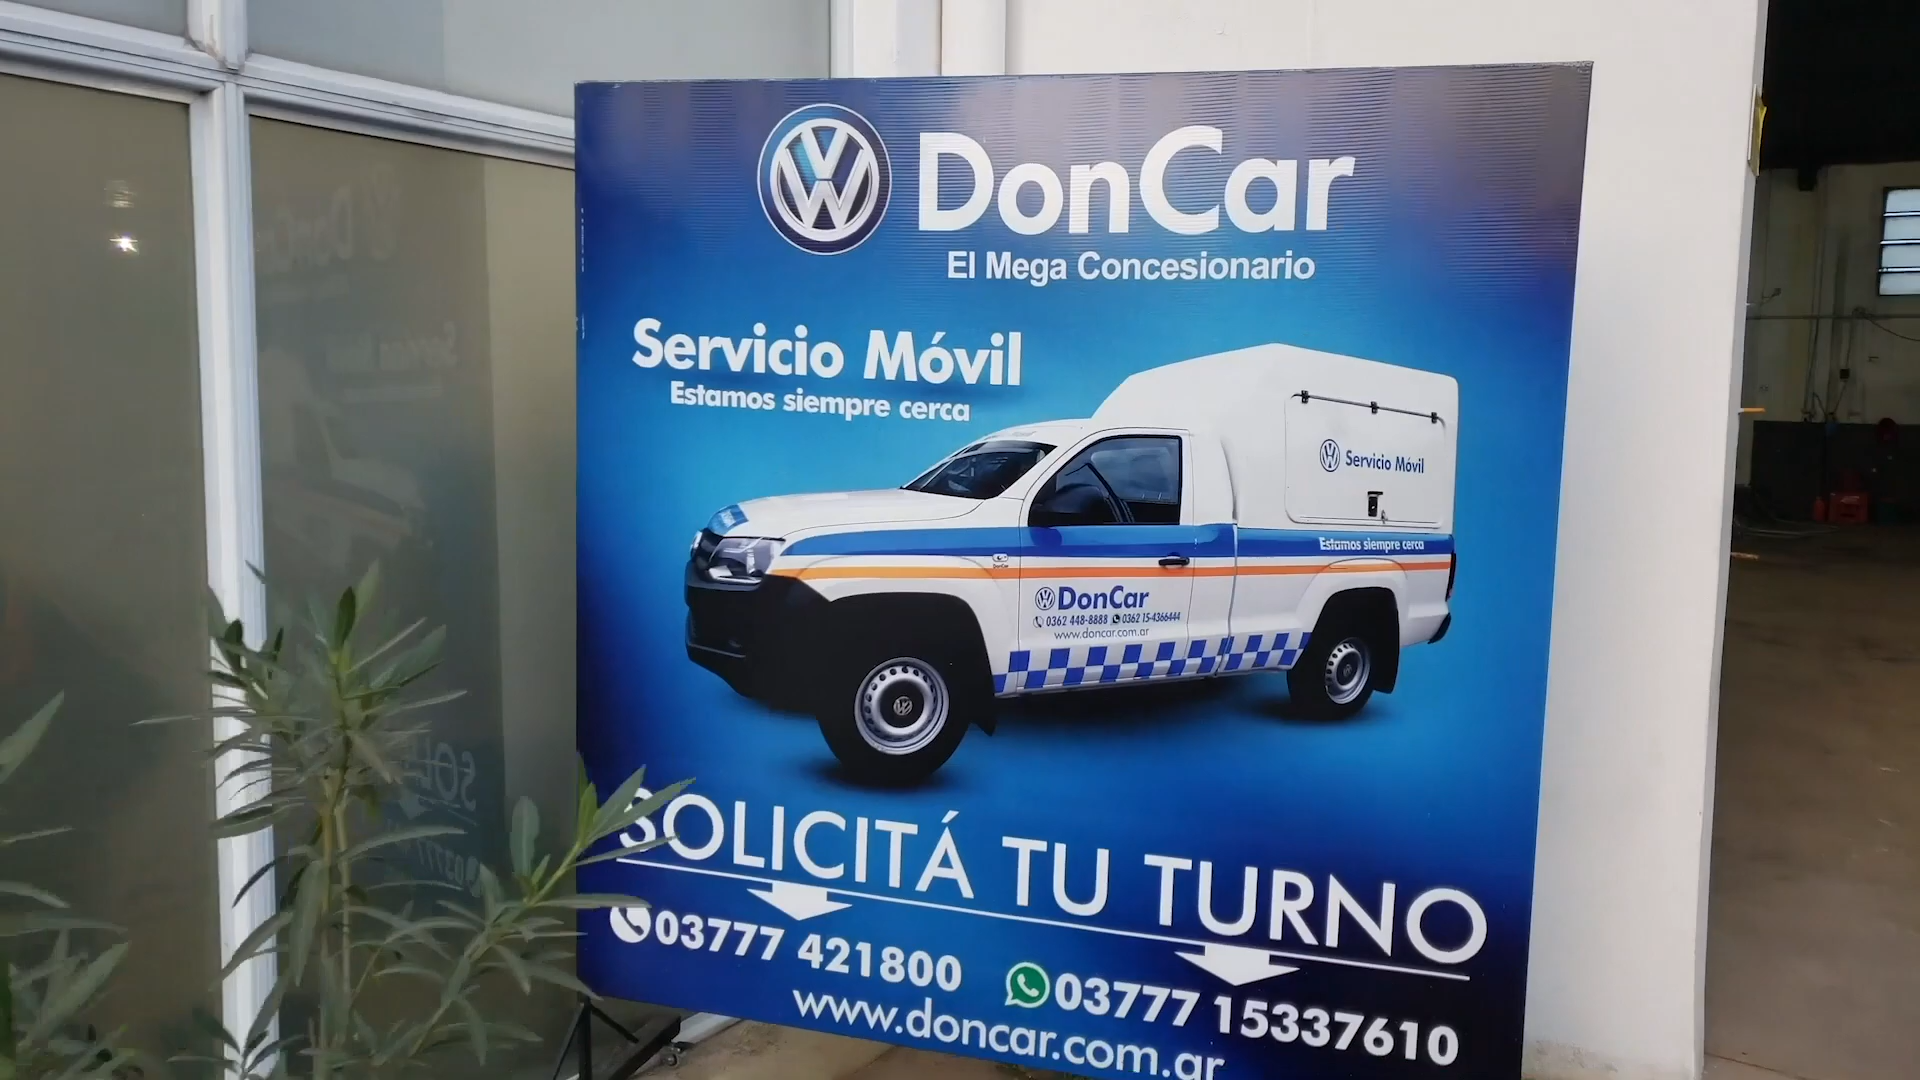 DonCar
El Mega Concesionario
Servicio Móvil
Estamos siempre cerca
Servicio Móvil
Estamos siempre cerca
DonCar
0362 448-8888 0362 15-4366444
www.doncar.com.ar
SOLICITÁ TU TURNO
03777 421800
03777 15337610
www.doncar.com.ar